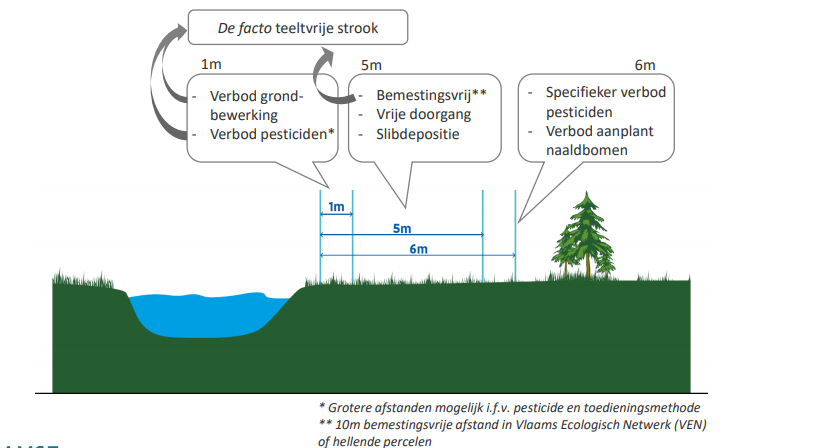 De facto teeltvrije strook
1m
- Verbod grond-
bewerking
- Verbod pesticiden*
5m
- Bemestingsvrij**
- Vrije doorgang
- Slibdepositie
6m
- Specifieker verbod
pesticiden
- Verbod aanplant
naaldbomen
1m
5m
6m
* Grotere afstanden mogelijk i.f.v. pesticide en toedieningsmethode
** 10m bemestingsvrije afstand in Vlaams Ecologisch Netwerk (VEN)
of hellende percelen